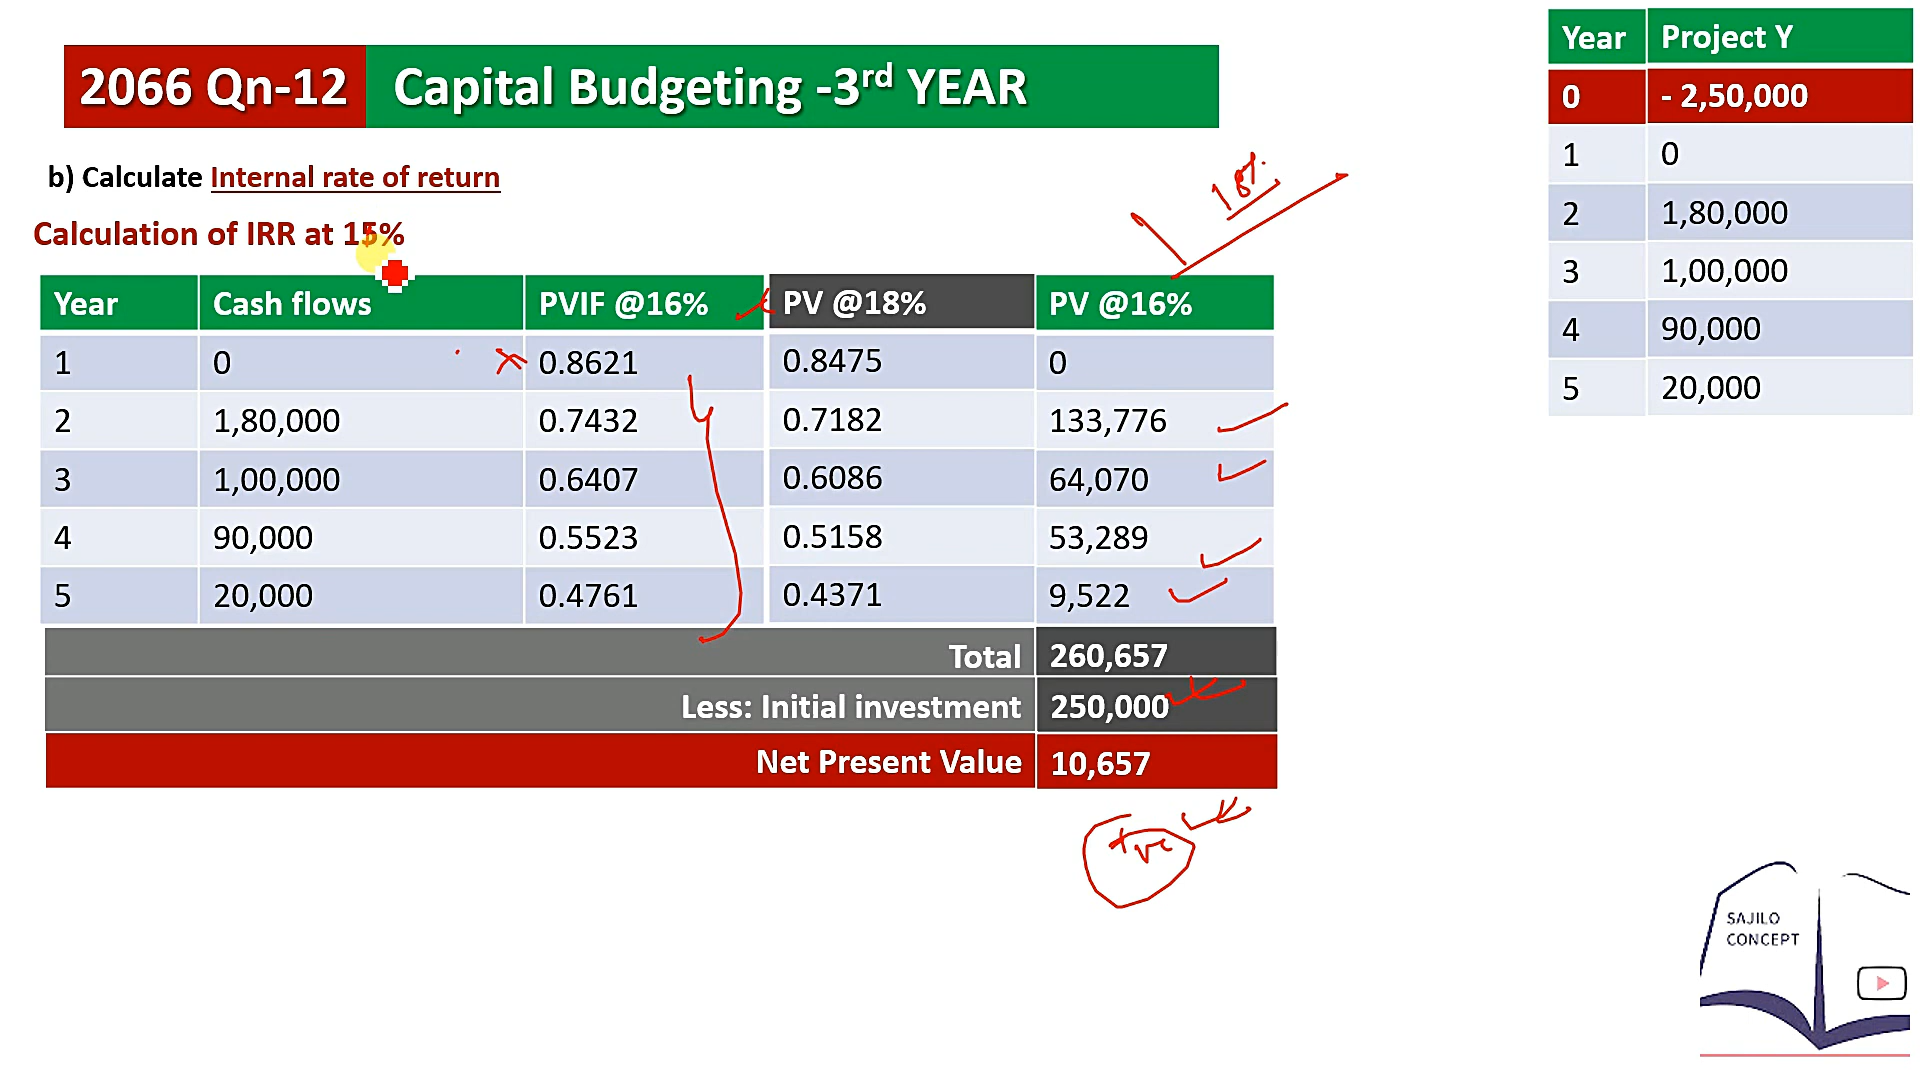 2066 Qn-12 Capital Budgeting -3rd YEAR
b) Calculate Internal rate of return
Calculation of IRR at 15%
18%
Year Cash flows PVIF @16% PV @18% PV @16%
1 0 0.8621 0.8475 0
2 1,80,000 0.7432 0.7182 133,776
3 1,00,000 0.6407 0.6086 64,070
4 90,000 0.5523 0.5158 53,289
5 20,000 0.4761 0.4371 9,522
Total 260,657
Less: Initial investment 250,000
Net Present Value 10,657
+ve
Year Project Y
0 - 2,50,000
1 0
2 1,80,000
3 1,00,000
4 90,000
5 20,000
SAJILO
CONCEPT